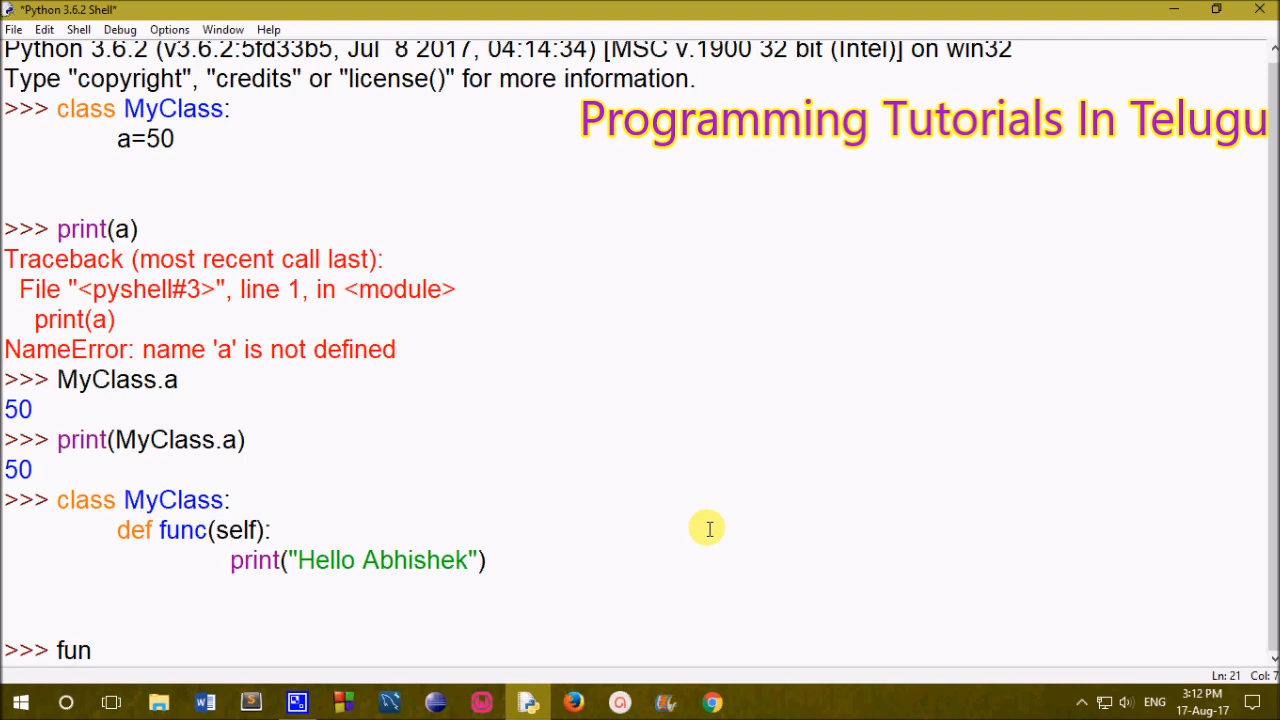 *Python 3.6.2 Shell*
File Edit Shell Debug Options Window Help
Python 3.6.2 (v3.6.2:5fd33b5, Jul 8 2017, 04:14:34) [MSC v.1900 32 bit (Intel)] on win32
Type "copyright", "credits" or "license()" for more information.
>>> class MyClass:
a=50
Programming Tutorials In Telugu
>>> print(a)
Traceback (most recent call last):
File "<pyshell#3>", line 1, in <module>
print(a)
NameError: name 'a' is not defined
>>> MyClass.a
50
>>> print(MyClass.a)
50
>>> class MyClass:
def func(self):
print("Hello Abhishek")
>>> fun
Ln: 21 Col: 7
ENG
3:12 PM
17-Aug-17